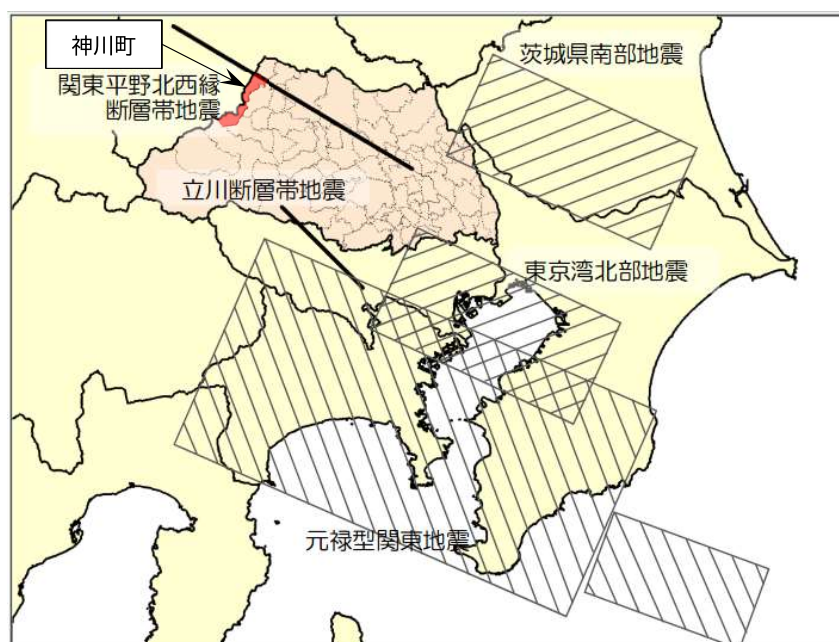 神川町
関東平野北西縁
断層帯地震
茨城県南部地震
立川断層帯地震
東京湾北部地震
元禄型関東地震